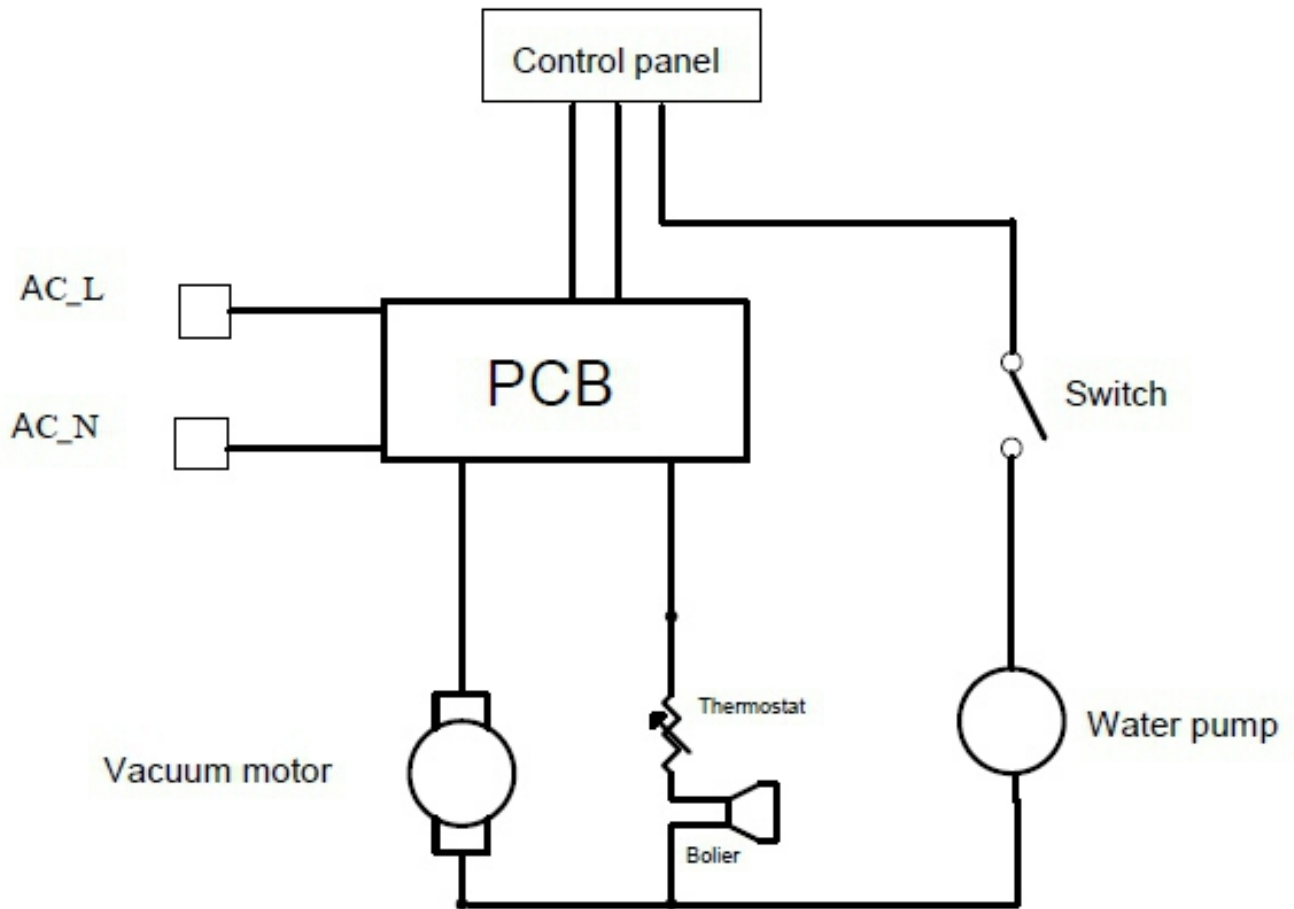 Control panel
AC_L
AC_N
PCB
Switch
Thermostat
Vacuum motor
Water pump
Bolier